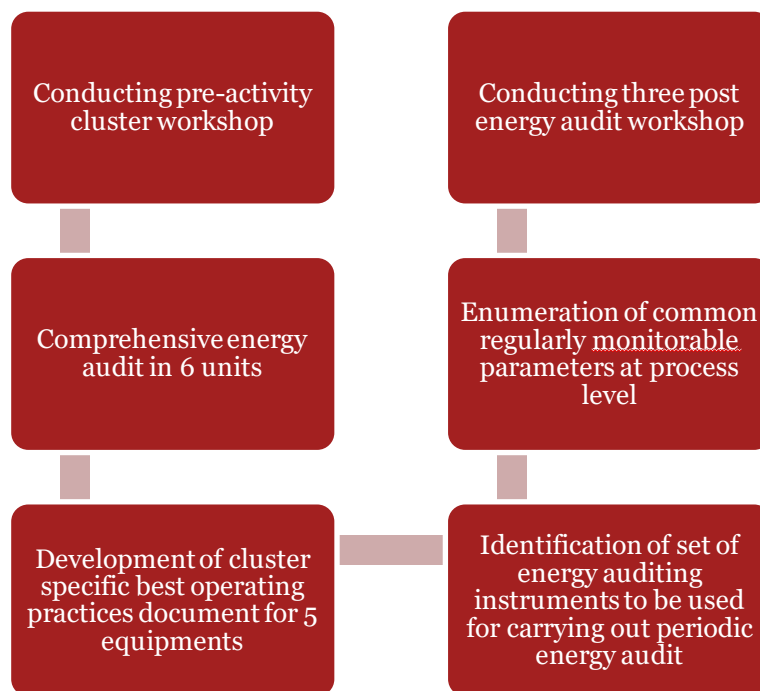 Conducting pre-activity
cluster workshop
Comprehensive energy
audit in 6 units
Development of cluster
specific best operating
practices document for 5
equipments
Identification of set of
energy auditing
instruments to be used
for carrying out periodic
energy audit
Enumeration of common
regularly monitorable
parameters at process
level
Conducting three post
energy audit workshop